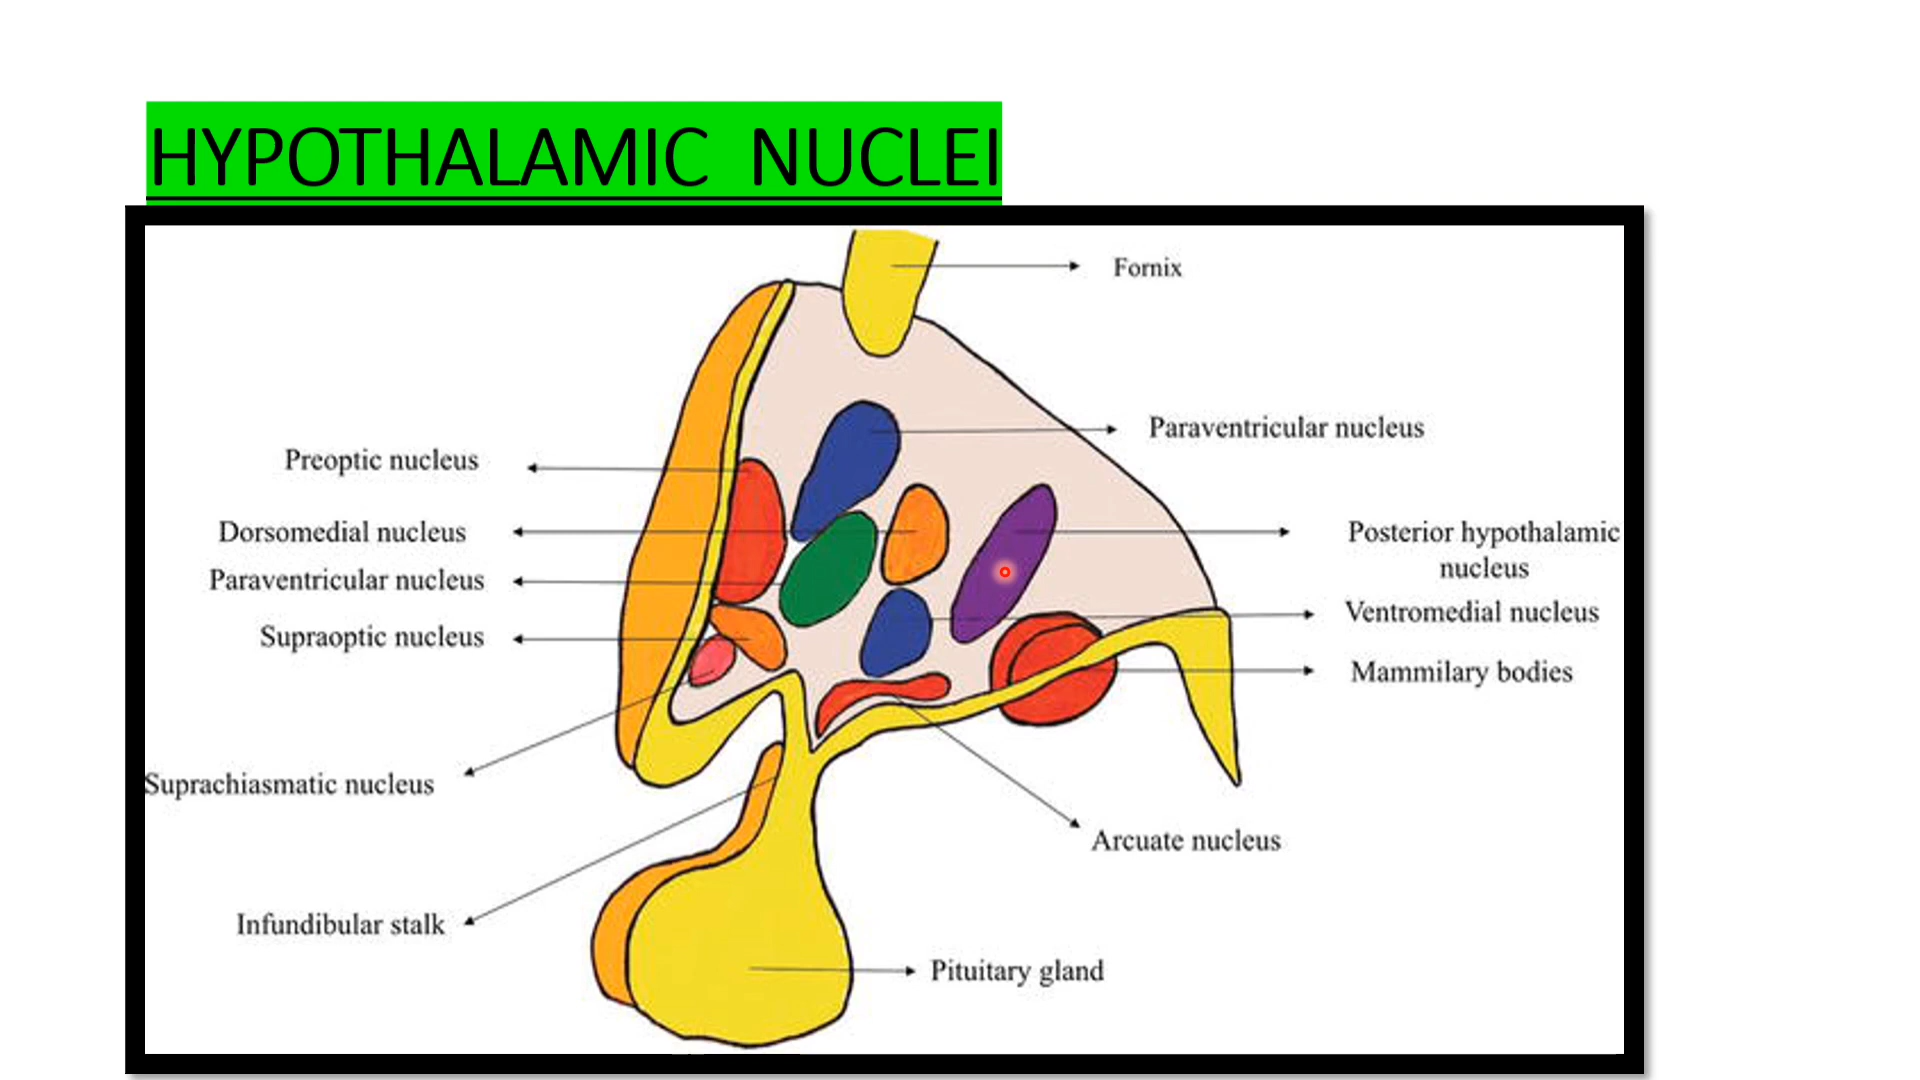 HYPOTHALAMIC NUCLEI
Fornix
Paraventricular nucleus
Preoptic nucleus
Dorsomedial nucleus
Posterior hypothalamic
nucleus
Paraventricular nucleus
Ventromedial nucleus
Supraoptic nucleus
Mammilary bodies
Suprachiasmatic nucleus
Arcuate nucleus
Infundibular stalk
Pituitary gland